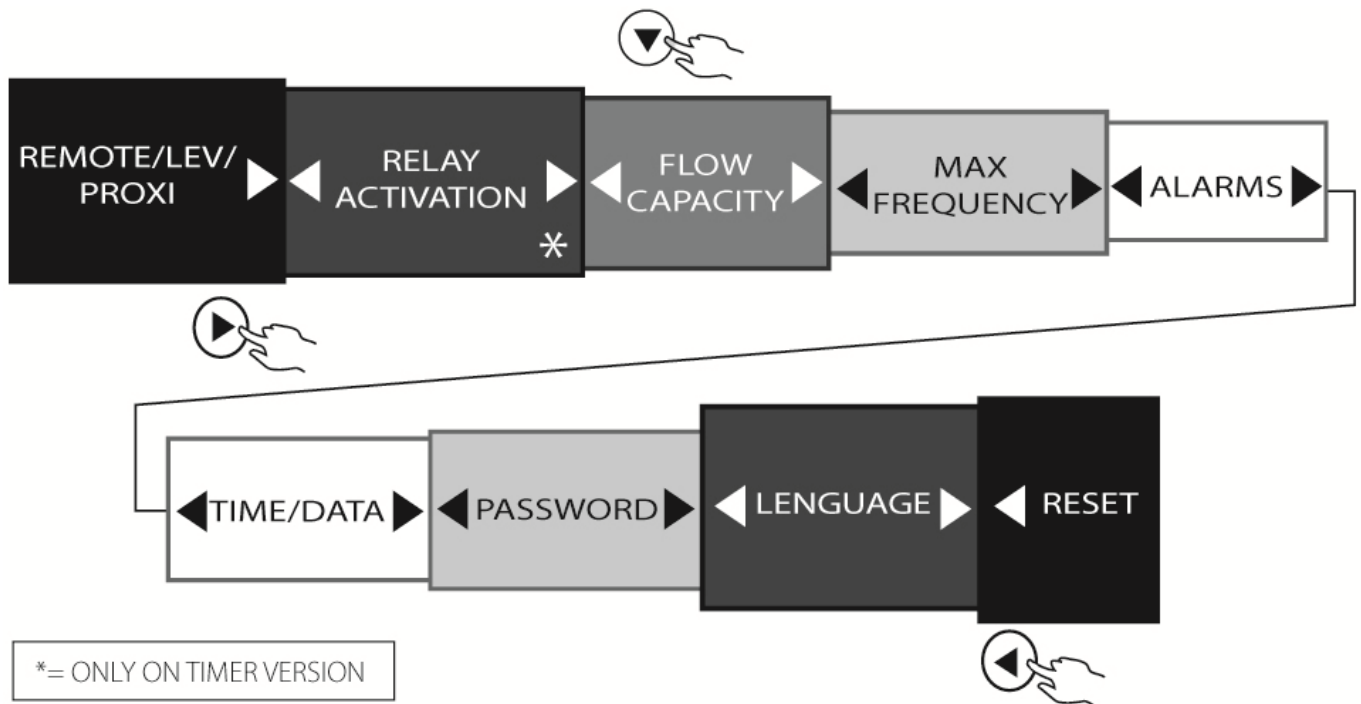 REMOTE/LEV/
PROXI
RELAY
ACTIVATION
*
FLOW
CAPACITY
MAX
FREQUENCY
ALARMS
TIME/DATA
PASSWORD
LENGUAGE
RESET
*= ONLY ON TIMER VERSION